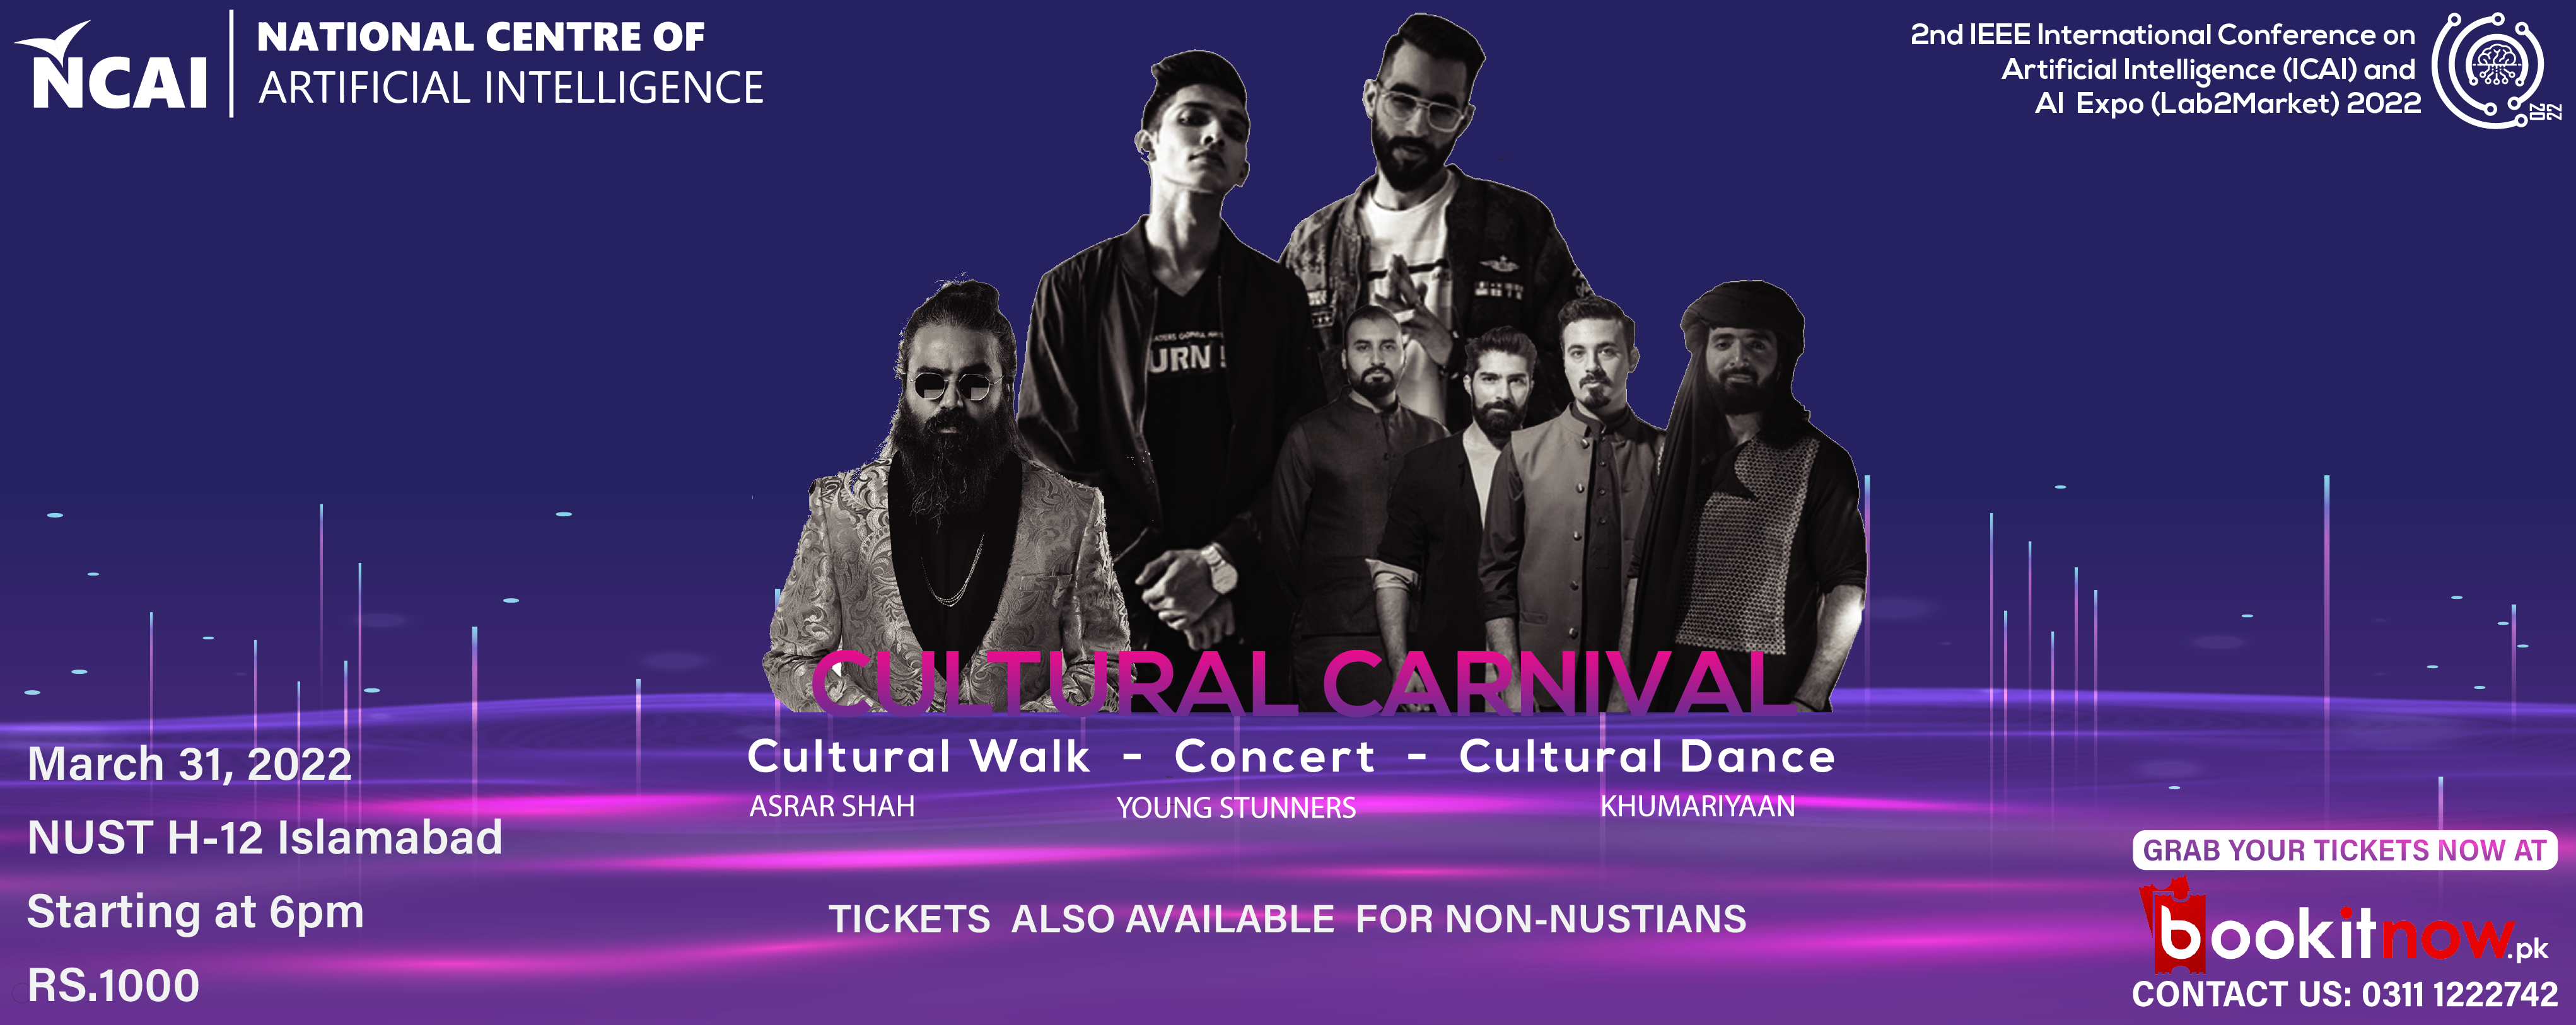 NCAI
NATIONAL CENTRE OF
ARTIFICIAL INTELLIGENCE
2nd IEEE International Conference on
Artificial Intelligence (ICAI) and
AI Expo (Lab2Market) 2022
2022
URN !
CULTURAL CARNIVAL
Cultural Walk - Concert - Cultural Dance
ASRAR SHAH YOUNG STUNNERS KHUMARIYAAN
March 31, 2022
NUST H-12 Islamabad
Starting at 6pm
RS.1000
TICKETS ALSO AVAILABLE FOR NON-NUSTIANS
GRAB YOUR TICKETS NOW AT
bookitnow.pk
CONTACT US: 0311 1222742